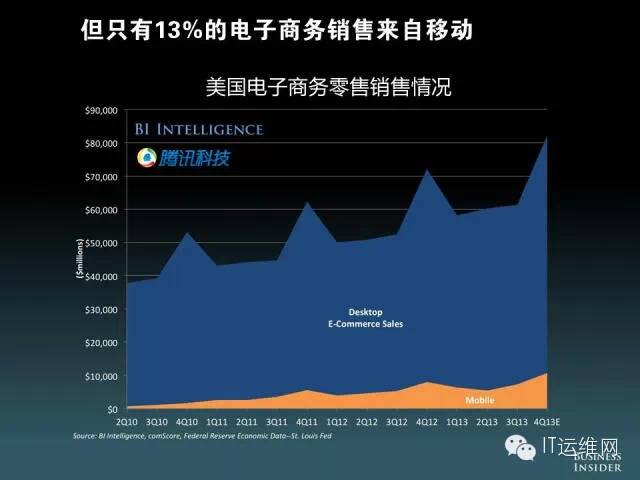 但只有13%的电子商务销售来自移动
美国电子商务零售销售情况
$90,000
$80,000
$70,000
$60,000
$50,000
$40,000
$30,000
$20,000
$10,000
$0
($millions)
BI INTELLIGENCE
腾讯科技
Desktop
E-Commerce Sales
Mobile
2Q10 3Q10 4Q10 1Q11 2Q11 3Q11 4Q11 1Q12 2Q12 3Q12 4Q12 1Q13 2Q13 3Q13 4Q13E
Source: BI Intelligence, comScore, Federal Reserve Economic Data--St. Louis Fed
IT运维网
BUSINESS
INSIDER